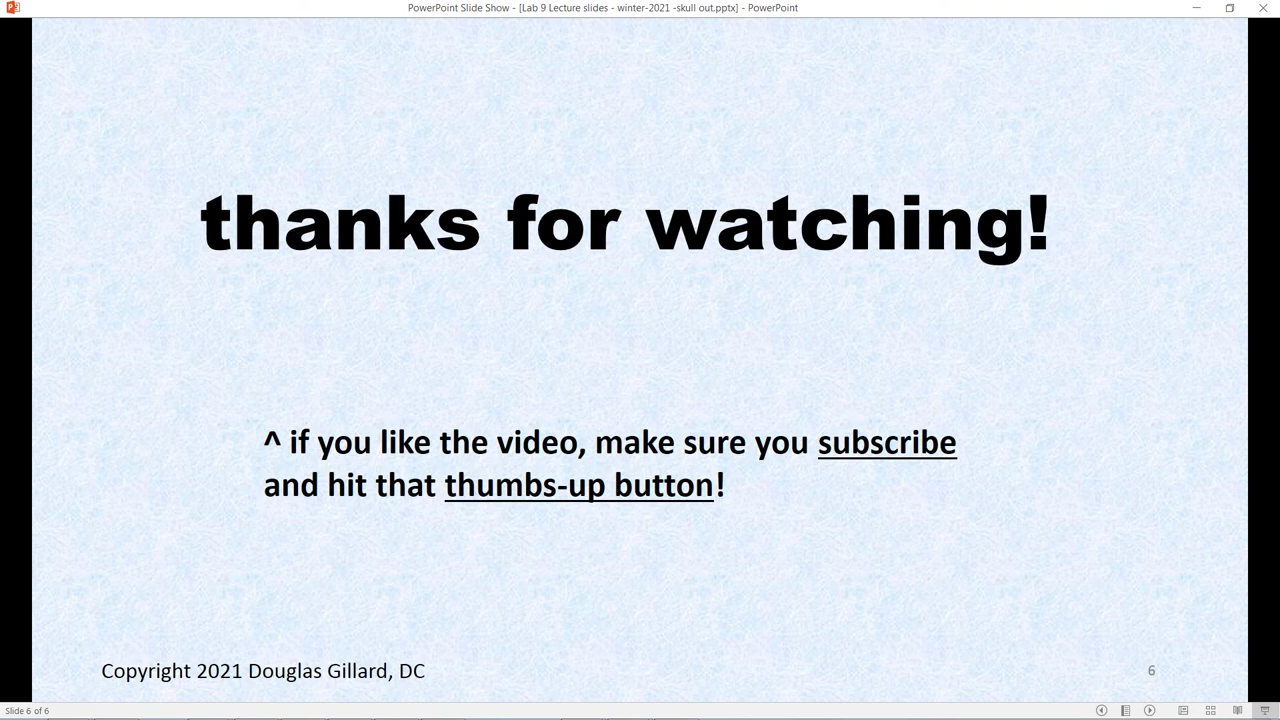 PowerPoint Slide Show - [Lab 9 Lecture slides - winter-2021 -skull out.pptx] - PowerPoint
thanks for watching!
^ if you like the video, make sure you subscribe
and hit that thumbs-up button!
Copyright 2021 Douglas Gillard, DC
6
Slide 6 of 6